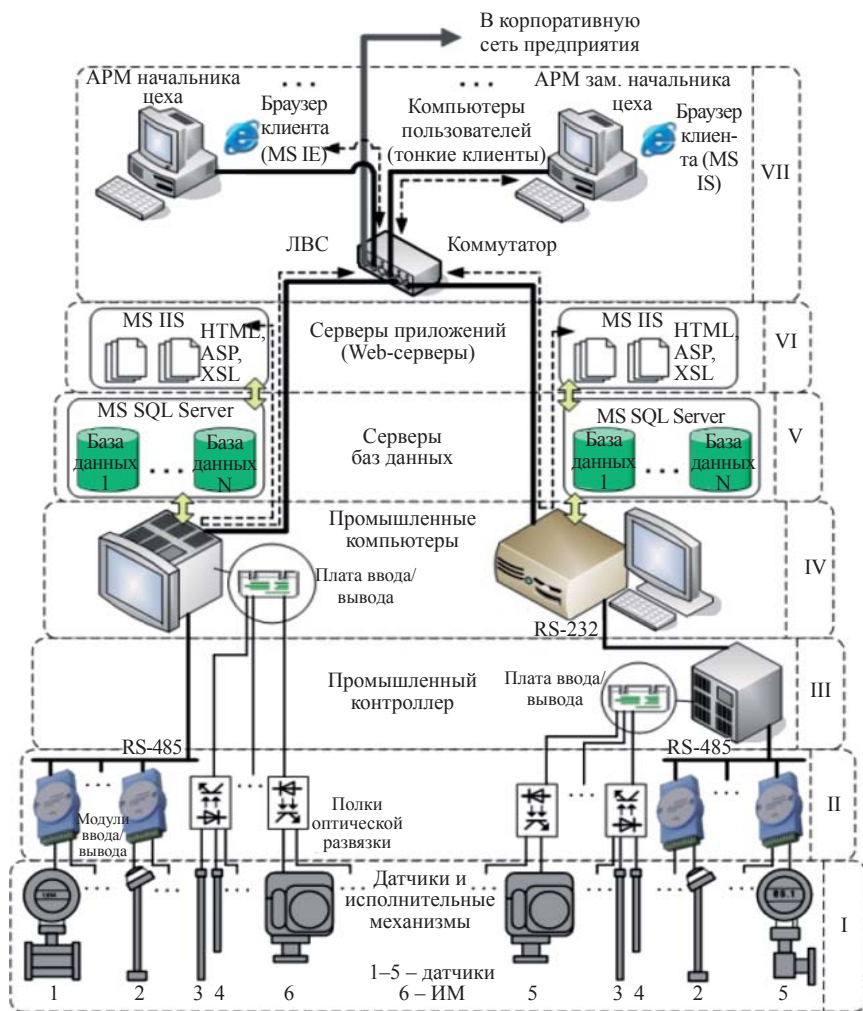 В корпоративную
сеть предприятия
АРМ начальника
цеха
Браузер
клиента
(MS IE)
Компьютеры
пользователей
(тонкие клиенты)
АРМ зам. начальника
цеха
Браузер
клиен-
та (MS
IS)
VII
ЛВС
Коммутатор
MS IIS
HTML,
ASP,
XSL
Серверы приложений
(Web-серверы)
MS IIS
HTML,
ASP,
XSL
VI
MS SQL Server
База
данных
1
База
данных
N
Серверы
баз данных
MS SQL Server
База
данных
1
База
данных
N
V
Промышленные
компьютеры
Плата ввода/
вывода
IV
RS-232
Промышленный
контроллер
Плата ввода/
вывода
III
RS-485
RS-485
Модули
ввода/
вывода
Полки
оптической
развязки
II
Датчики и
исполнительные
механизмы
I
1–5 – датчики
6 – ИМ
1 2 3 4 6 5 3 4 2 5